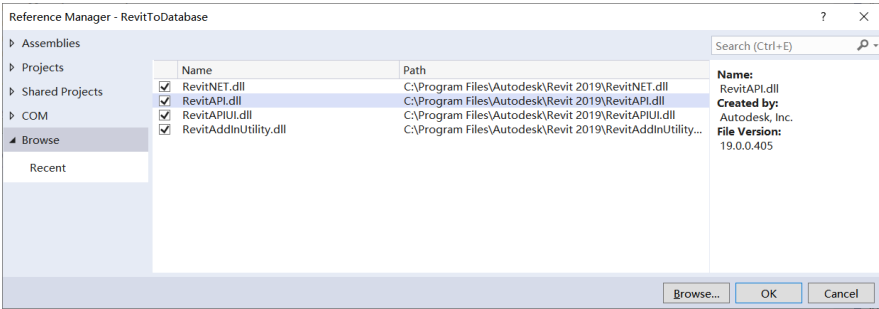 Reference Manager - RevitToDatabase
?
Assemblies
Projects
Shared Projects
COM
Browse
Recent
Name Path
RevitNET.dll C:\Program Files\Autodesk\Revit 2019\RevitNET.dll
RevitAPI.dll C:\Program Files\Autodesk\Revit 2019\RevitAPI.dll
RevitAPIUI.dll C:\Program Files\Autodesk\Revit 2019\RevitAPIUI.dll
RevitAddInUtility.dll C:\Program Files\Autodesk\Revit 2019\RevitAddInUtility...
Search (Ctrl+E)
Name:
RevitAPI.dll
Created by:
Autodesk, Inc.
File Version:
19.0.0.405
Browse... OK Cancel